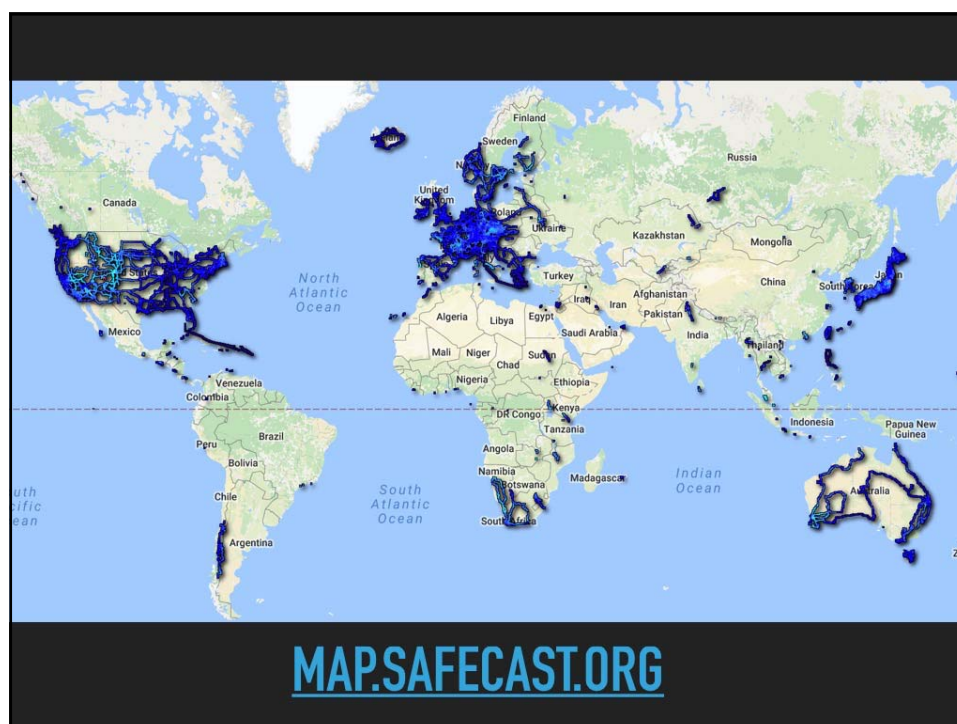 Finland
Sweden
Russia
Canada
United
Kingdom
Poland
Ukraine
Kazakhstan
Mongolia
North
Atlantic
Ocean
Turkey
China
South Korea
Japan
Iraq
Iran
Afghanistan
Pakistan
Algeria
Libya
Egypt
Saudi Arabia
India
Mexico
Mali
Niger
Chad
Sudan
Thailand
Nigeria
Ethiopia
Venezuela
Colombia
DR Congo
Kenya
Tanzania
Indonesia
Papua New
Guinea
Peru
Brazil
Bolivia
Angola
Namibia
Botswana
Madagascar
Indian
Ocean
Chile
South
Atlantic
Ocean
South Africa
Australia
Argentina
MAP.SAFECAST.ORG